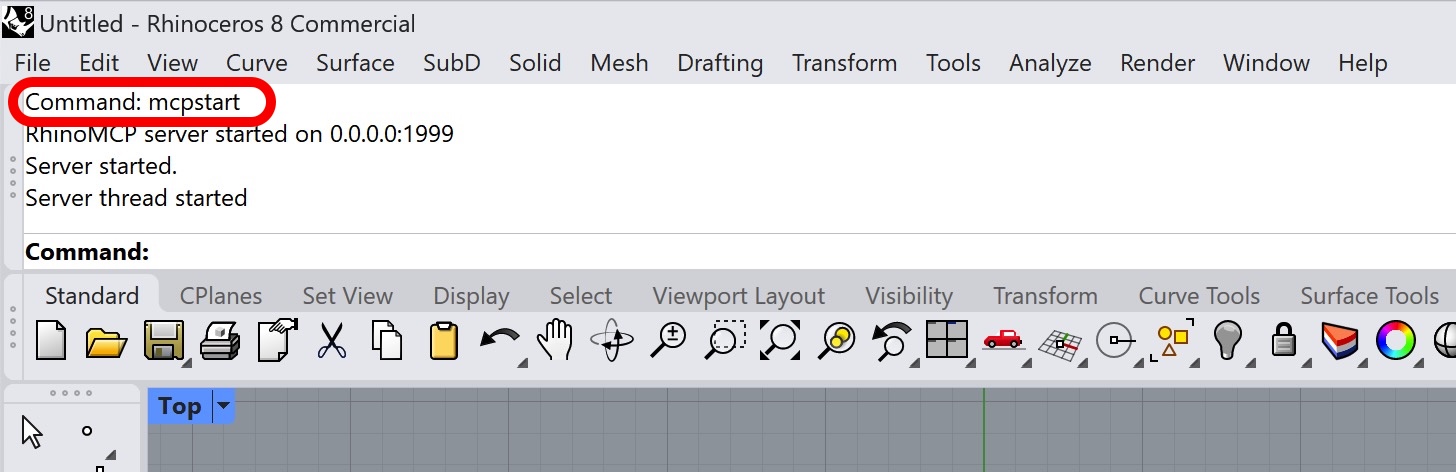 8
Untitled - Rhinoceros 8 Commercial
File Edit View Curve Surface SubD Solid Mesh Drafting Transform Tools Analyze Render Window Help
Command: mcpstart
RhinoMCP server started on 0.0.0.0:1999
Server started.
Server thread started
Command:
Standard CPlanes Set View Display Select Viewport Layout Visibility Transform Curve Tools Surface Tools
Top